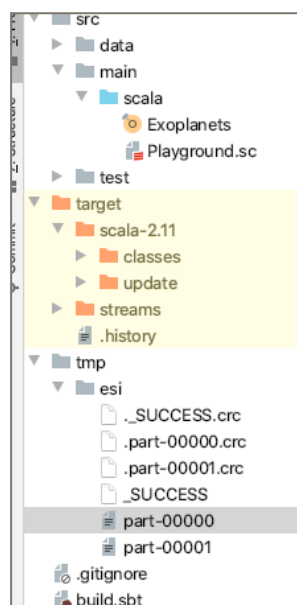 src
data
main
scala
Exoplanets
Playground.sc
test
target
scala-2.11
classes
update
streams
.history
tmp
esi
._SUCCESS.crc
.part-00000.crc
.part-00001.crc
_SUCCESS
part-00000
part-00001
.gitignore
build.sbt